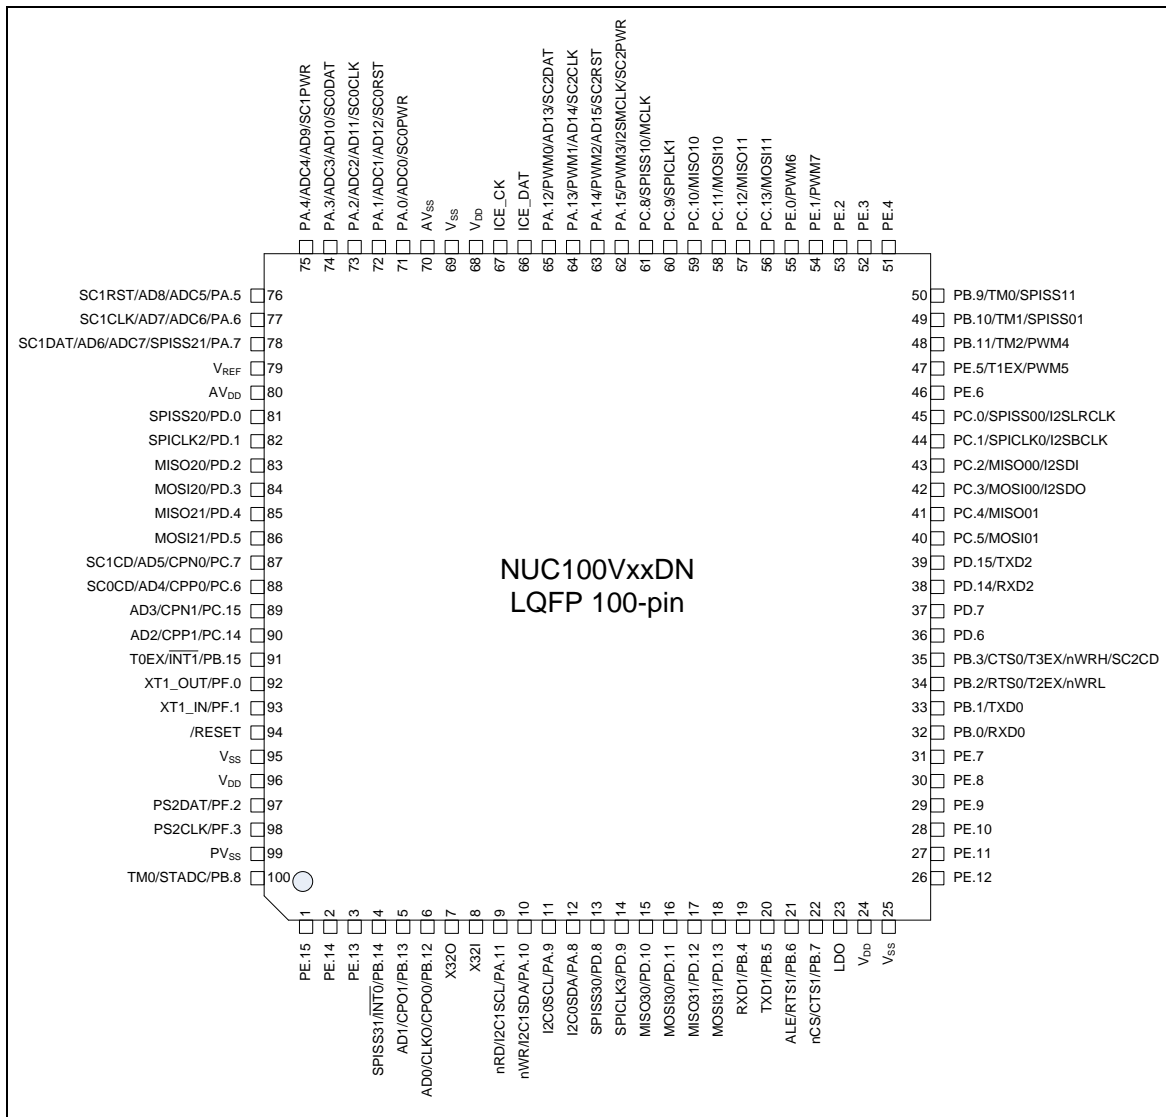 PA.4/ADC4/AD9/SC1PWR
PA.3/ADC3/AD10/SC0DAT
PA.2/ADC2/AD11/SC0CLK
PA.1/ADC1/AD12/SC0RST
PA.0/ADC0/SC0PWR
AVSS
VSS
VDD
ICE_CK
ICE_DAT
PA.12/PWM0/AD13/SC2DAT
PA.13/PWM1/AD14/SC2CLK
PA.14/PWM2/AD15/SC2RST
PA.15/PWM3/I2SMCLK/SC2PWR
PC.8/SPISS10/MCLK
PC.9/SPICLK1
PC.10/MISO10
PC.11/MOSI10
PC.12/MISO11
PC.13/MOSI11
PE.0/PWM6
PE.1/PWM7
PE.2
PE.3
PE.4
75 74 73 72 71 70 69 68 67 66 65 64 63 62 61 60 59 58 57 56 55 54 53 52 51
SC1RST/AD8/ADC5/PA.5 76
SC1CLK/AD7/ADC6/PA.6 77
SC1DAT/AD6/ADC7/SPISS21/PA.7 78
VREF 79
AVDD 80
SPISS20/PD.0 81
SPICLK2/PD.1 82
MISO20/PD.2 83
MOSI20/PD.3 84
MISO21/PD.4 85
MOSI21/PD.5 86
SC1CD/AD5/CPN0/PC.7 87
SC0CD/AD4/CPP0/PC.6 88
AD3/CPN1/PC.15 89
AD2/CPP1/PC.14 90
T0EX/INT1/PB.15 91
XT1_OUT/PF.0 92
XT1_IN/PF.1 93
/RESET 94
VSS 95
VDD 96
PS2DAT/PF.2 97
PS2CLK/PF.3 98
PVSS 99
TM0/STADC/PB.8 100
NUC100VxxDN
LQFP 100-pin
50 PB.9/TM0/SPISS11
49 PB.10/TM1/SPISS01
48 PB.11/TM2/PWM4
47 PE.5/T1EX/PWM5
46 PE.6
45 PC.0/SPISS00/I2SLRCLK
44 PC.1/SPICLK0/I2SBCLK
43 PC.2/MISO00/I2SDI
42 PC.3/MOSI00/I2SDO
41 PC.4/MISO01
40 PC.5/MOSI01
39 PD.15/TXD2
38 PD.14/RXD2
37 PD.7
36 PD.6
35 PB.3/CTS0/T3EX/nWRH/SC2CD
34 PB.2/RTS0/T2EX/nWRL
33 PB.1/TXD0
32 PB.0/RXD0
31 PE.7
30 PE.8
29 PE.9
28 PE.10
27 PE.11
26 PE.12
1 2 3 4 5 6 7 8 9 10 11 12 13 14 15 16 17 18 19 20 21 22 23 24 25
PE.15
PE.14
PE.13
SPISS31/INT0/PB.14
AD1/CPO1/PB.13
AD0/CLKO/CPO0/PB.12
X32O
X32I
nRD/I2C1SCL/PA.11
nWR/I2C1SDA/PA.10
I2C0SCL/PA.9
I2C0SDA/PA.8
SPISS30/PD.8
SPICLK3/PD.9
MISO30/PD.10
MOSI30/PD.11
MISO31/PD.12
MOSI31/PD.13
RXD1/PB.4
TXD1/PB.5
ALE/RTS1/PB.6
nCS/CTS1/PB.7
LDO
VDD
VSS